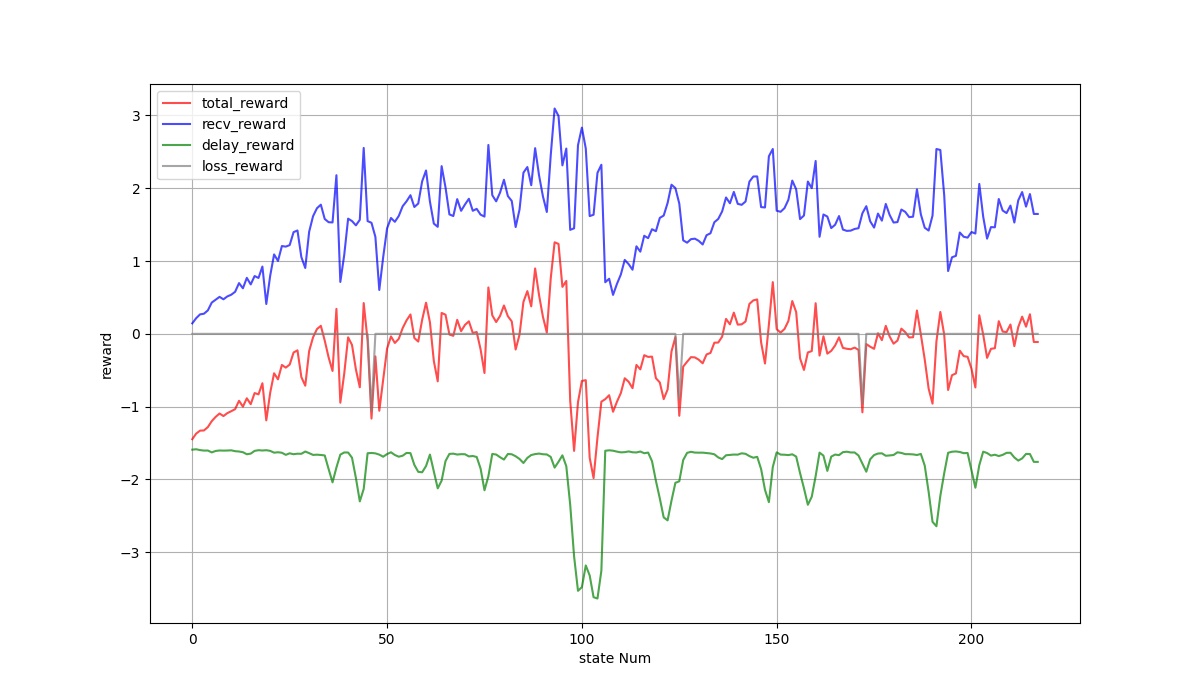 total_reward
recv_reward
delay_reward
loss_reward
3
2
1
0
−1
−2
−3
reward
0 50 100 150 200
state Num